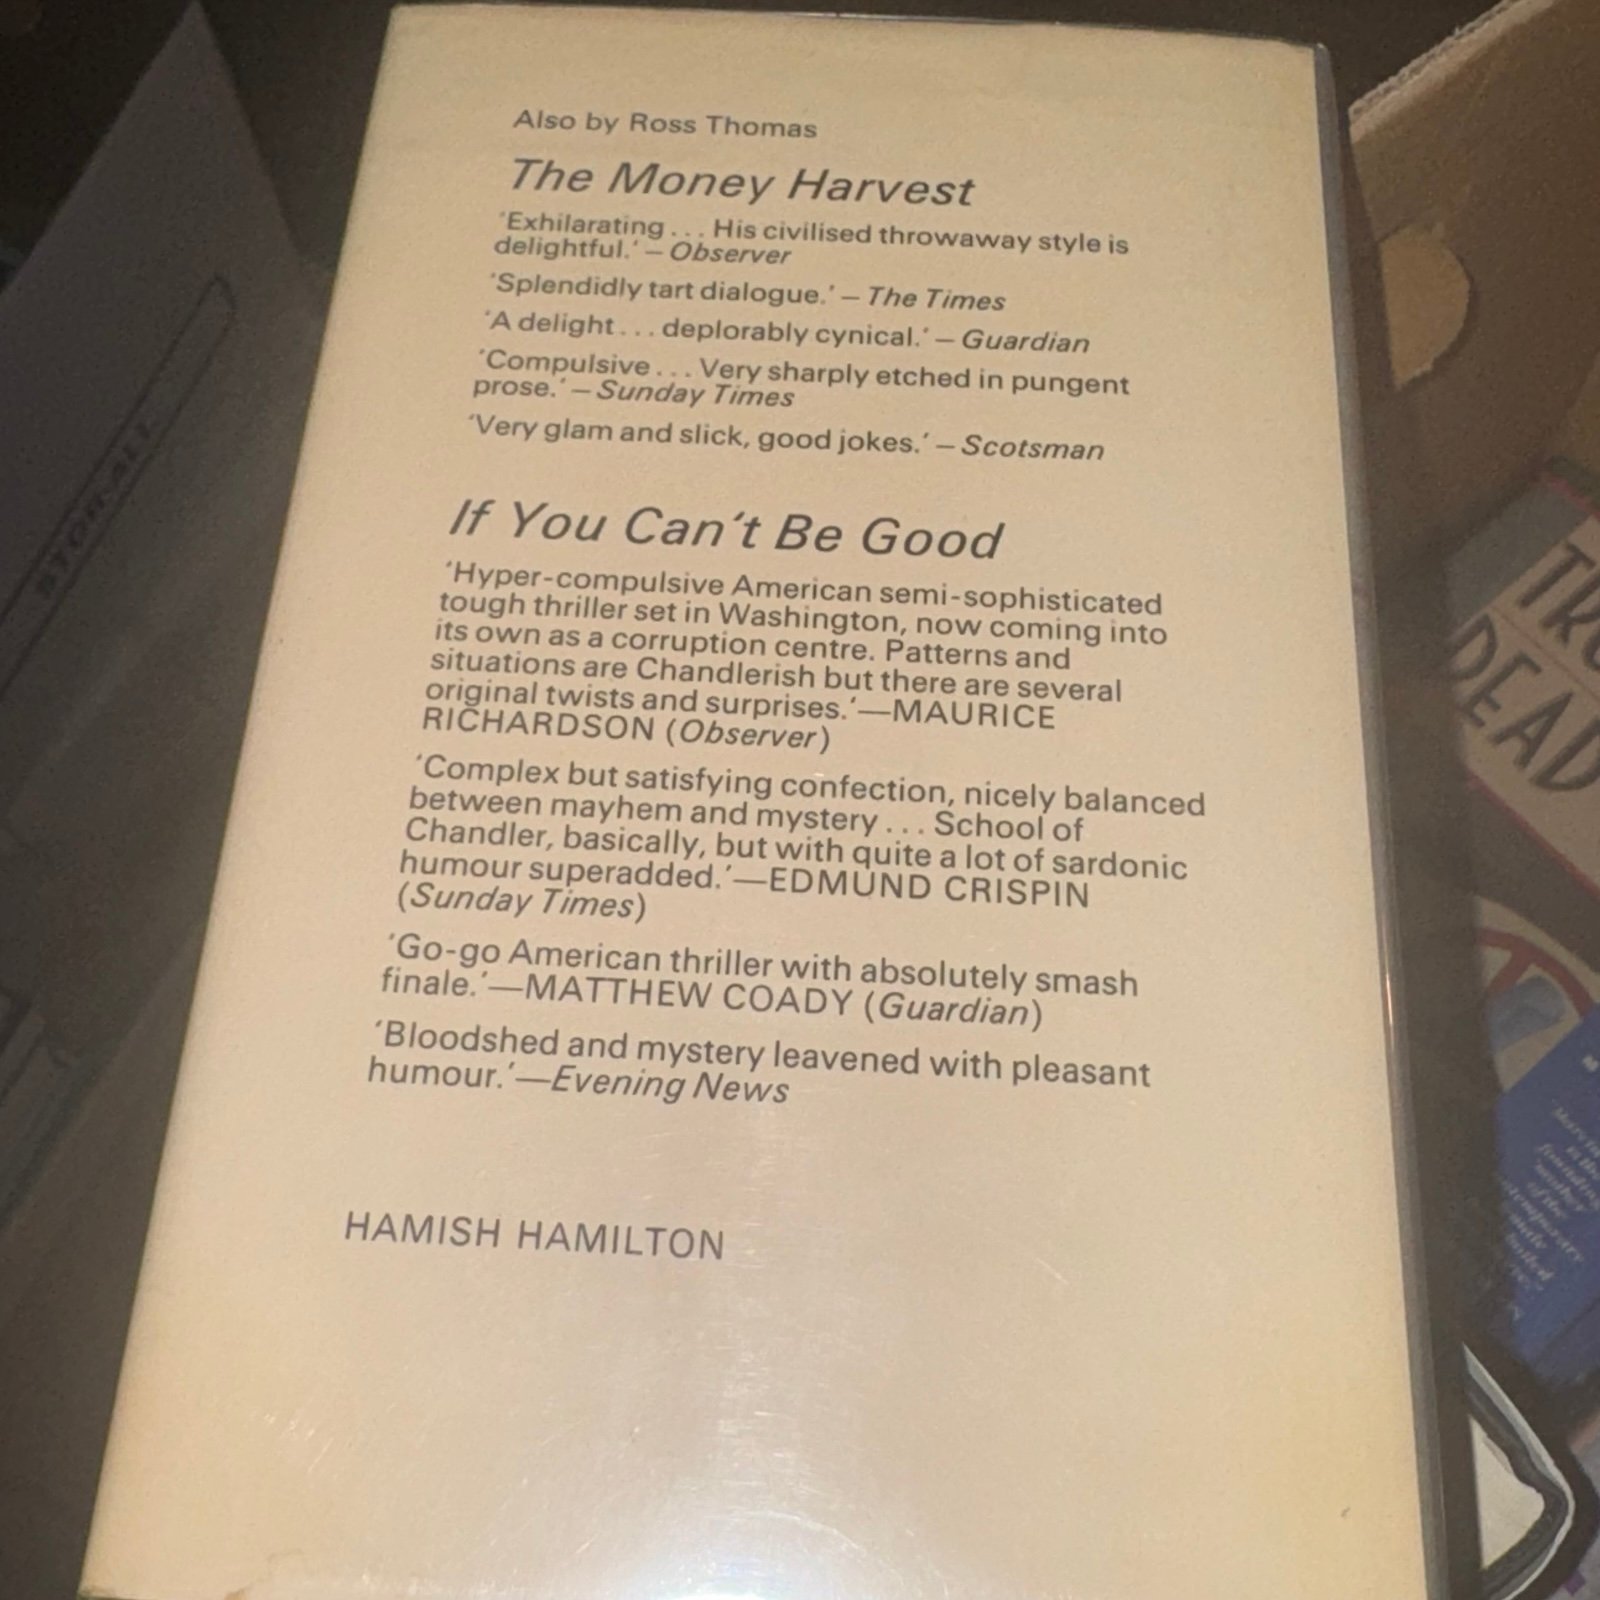 Also by Ross Thomas
The Money Harvest
'Exhilarating . . . His civilised throwaway style is
delightful.' – Observer
'Splendidly tart dialogue.' – The Times
'A delight . . . deplorably cynical.' – Guardian
'Compulsive . . . Very sharply etched in pungent
prose.' – Sunday Times
'Very glam and slick, good jokes.' – Scotsman
If You Can't Be Good
'Hyper-compulsive American semi-sophisticated
tough thriller set in Washington, now coming into
its own as a corruption centre. Patterns and
situations are Chandlerish but there are several
original twists and surprises.'—MAURICE
RICHARDSON (Observer)
'Complex but satisfying confection, nicely balanced
between mayhem and mystery . . . School of
Chandler, basically, but with quite a lot of sardonic
humour superadded.'—EDMUND CRISPIN
(Sunday Times)
'Go-go American thriller with absolutely smash
finale.'—MATTHEW COADY (Guardian)
'Bloodshed and mystery leavened with pleasant
humour.'—Evening News
HAMISH HAMILTON
STOR-ALL
DEAD